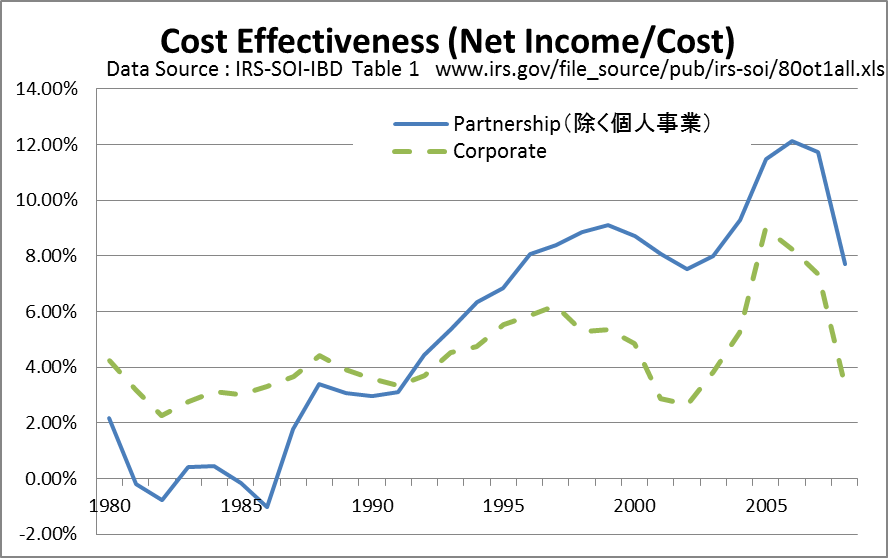 Cost Effectiveness (Net Income/Cost)
Data Source : IRS-SOI-IBD Table 1 www.irs.gov/file_source/pub/irs-soi/80ot1all.xls
14.00%
12.00%
10.00%
8.00%
6.00%
4.00%
2.00%
0.00%
-2.00%
Partnership(除く個人事業)
Corporate
1980 1985 1990 1995 2000 2005